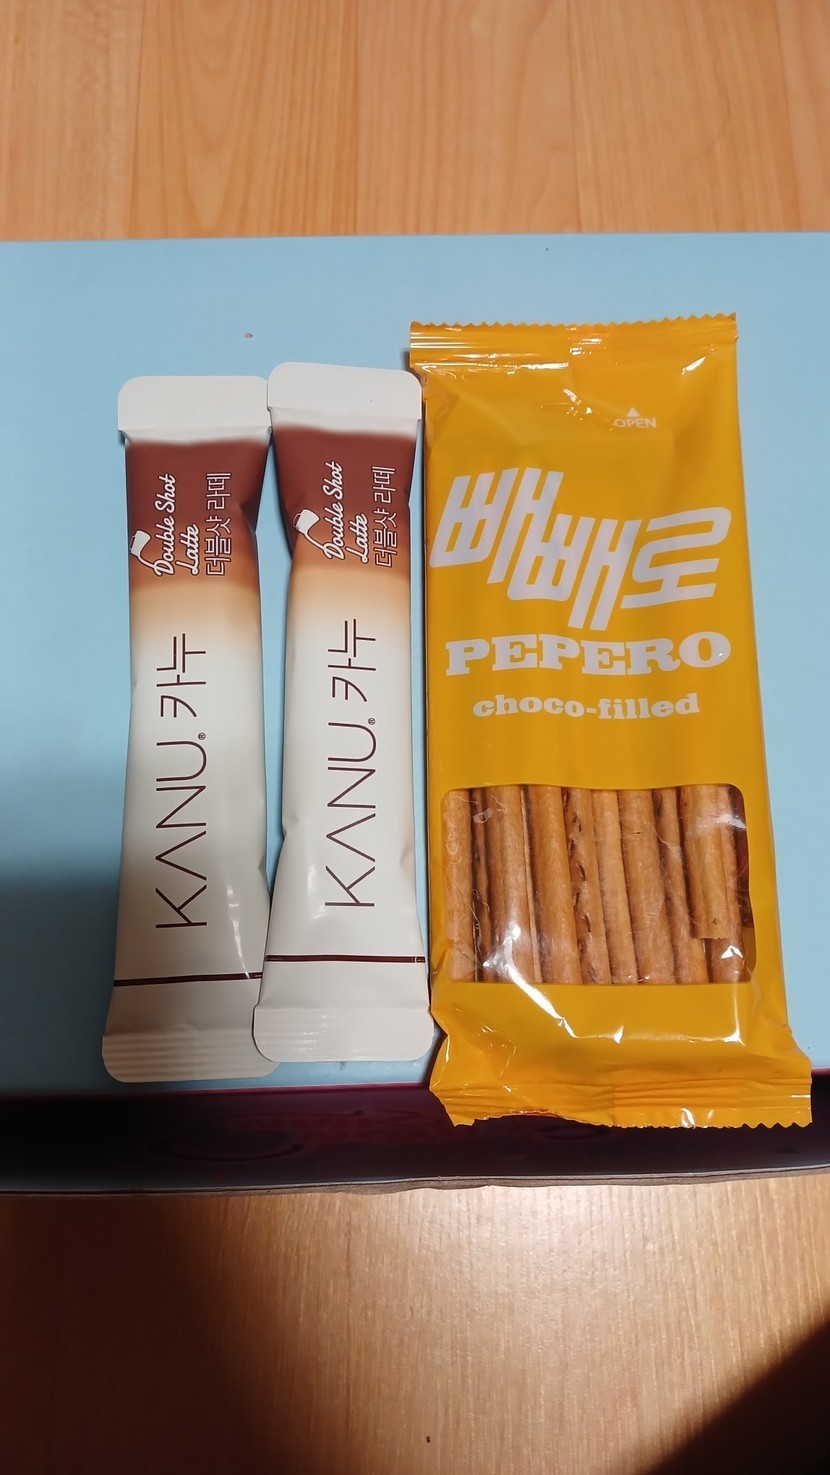 Double Shot
Latte
더블샷 라떼
KANU® 카누
Double Shot
Latte
더블샷 라떼
KANU® 카누
OPEN
빼빼로
PEPERO
choco-filled